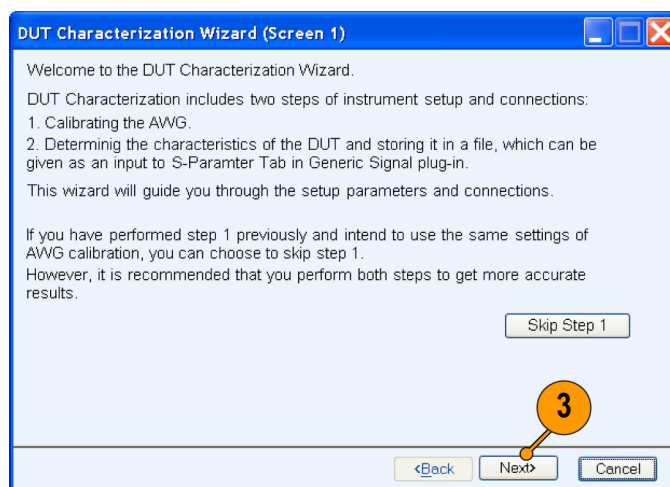 DUT Characterization Wizard (Screen 1)
Welcome to the DUT Characterization Wizard.
DUT Characterization includes two steps of instrument setup and connections:
1. Calibrating the AWG.
2. Determinig the characteristics of the DUT and storing it in a file, which can be
given as an input to S-Paramter Tab in Generic Signal plug-in.
This wizard will guide you through the setup parameters and connections.
If you have performed step 1 previously and intend to use the same settings of
AWG calibration, you can choose to skip step 1.
However, it is recommended that you perform both steps to get more accurate
results.
Skip Step 1
3
<Back Next> Cancel